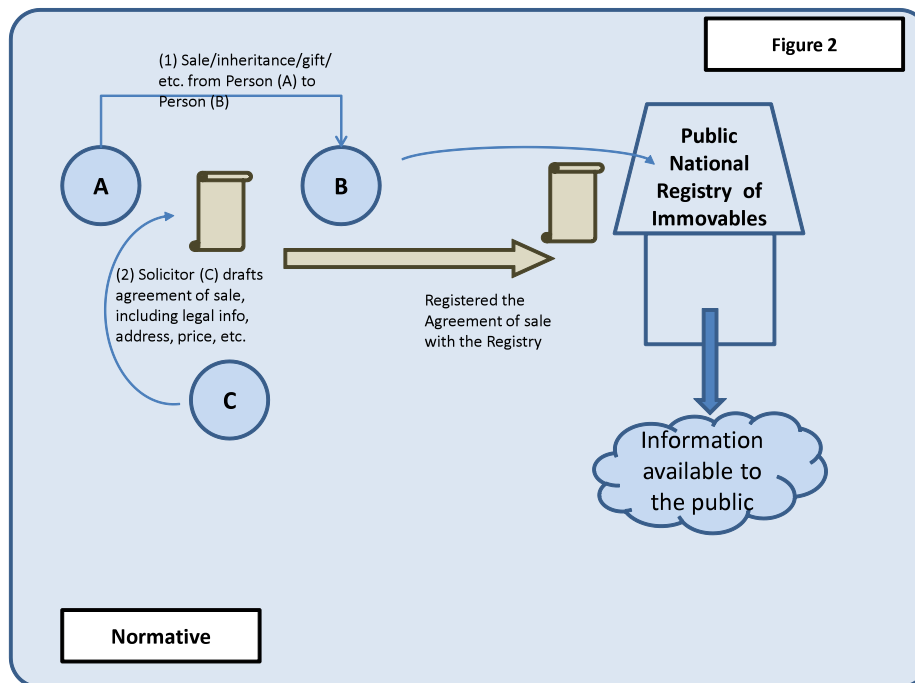 Figure 2
(1) Sale/inheritance/gift/
etc. from Person (A) to
Person (B)
Public
National
Registry of
Immovables
A
B
(2) Solicitor (C) drafts
agreement of sale,
including legal info,
address, price, etc.
Registered the
Agreement of sale
with the Registry
C
Information
available to
the public
Normative